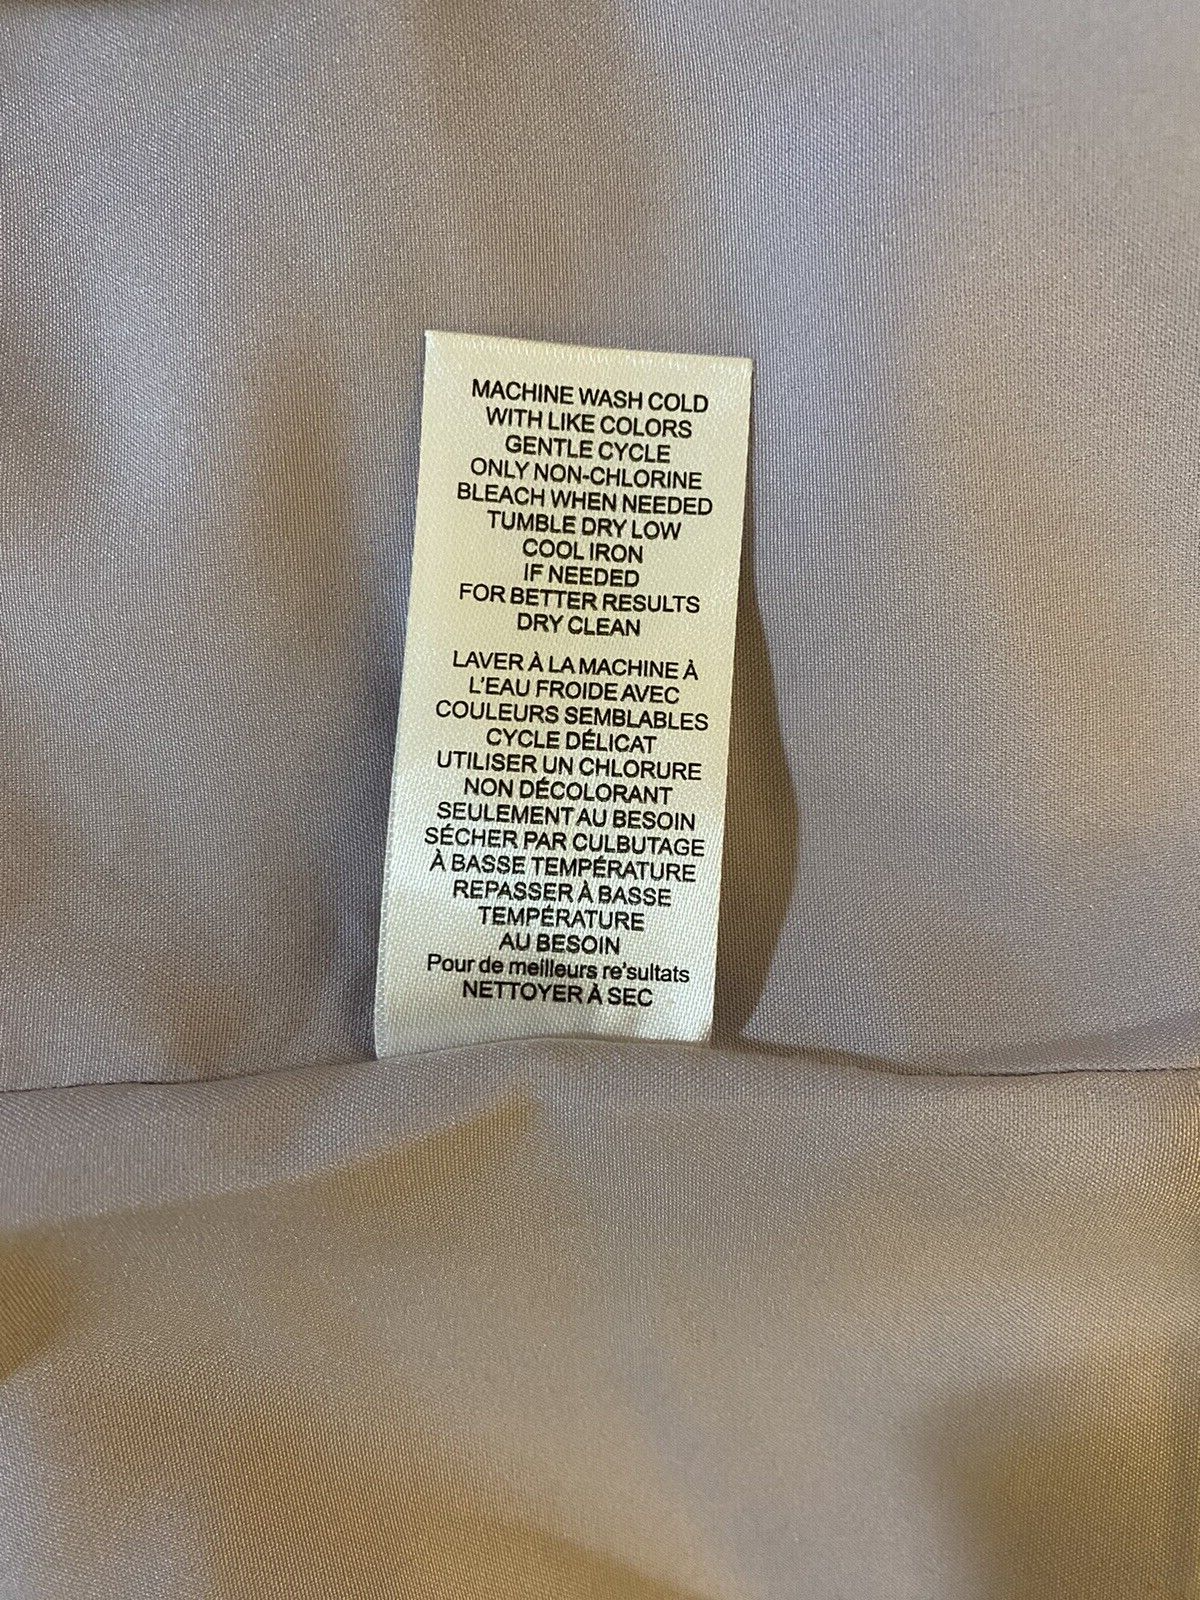 MACHINE WASH COLD
WITH LIKE COLORS
GENTLE CYCLE
ONLY NON-CHLORINE
BLEACH WHEN NEEDED
TUMBLE DRY LOW
COOL IRON
IF NEEDED
FOR BETTER RESULTS
DRY CLEAN
LAVER À LA MACHINE À
L'EAU FROIDE AVEC
COULEURS SEMBLABLES
CYCLE DÉLICAT
UTILISER UN CHLORURE
NON DÉCOLORANT
SEULEMENT AU BESOIN
SÉCHER PAR CULBUTAGE
À BASSE TEMPÉRATURE
REPASSER À BASSE
TEMPÉRATURE
AU BESOIN
Pour de meilleurs re'sultats
NETTOYER À SEC